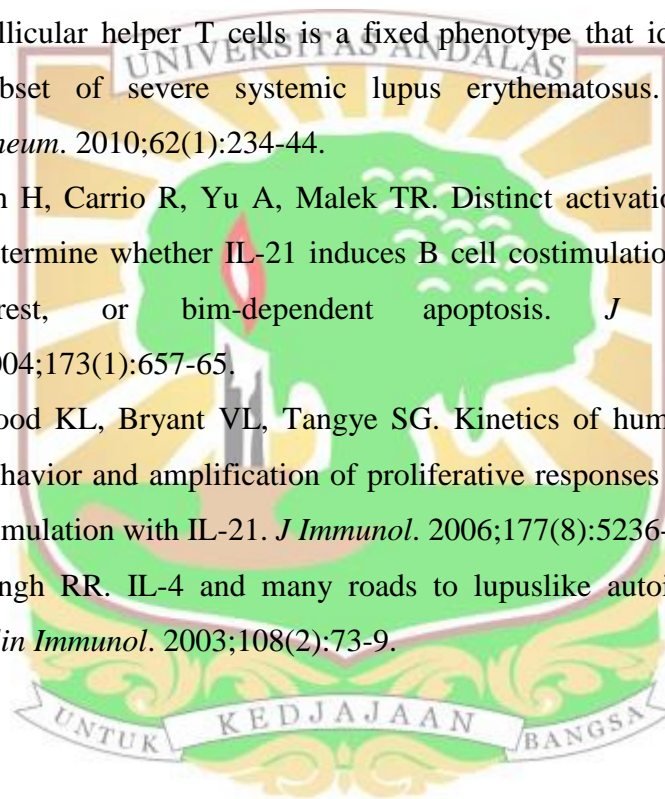 llicular helper T cells is a fixed phenotype that id
UNIVERSITAS ANDALAS
bset of severe systemic lupus erythematosus.
eum. 2010;62(1):234-44.
n H, Carrio R, Yu A, Malek TR. Distinct activatio
termine whether IL-21 induces B cell costimulatio
rest, or bim-dependent apoptosis. J
004;173(1):657-65.
ood KL, Bryant VL, Tangye SG. Kinetics of hum
havior and amplification of proliferative responses
mulation with IL-21. J Immunol. 2006;177(8):5236-
ngh RR. IL-4 and many roads to lupuslike autoi
lin Immunol. 2003;108(2):73-9.
UNTUK KEDJAJAAN BANGSA